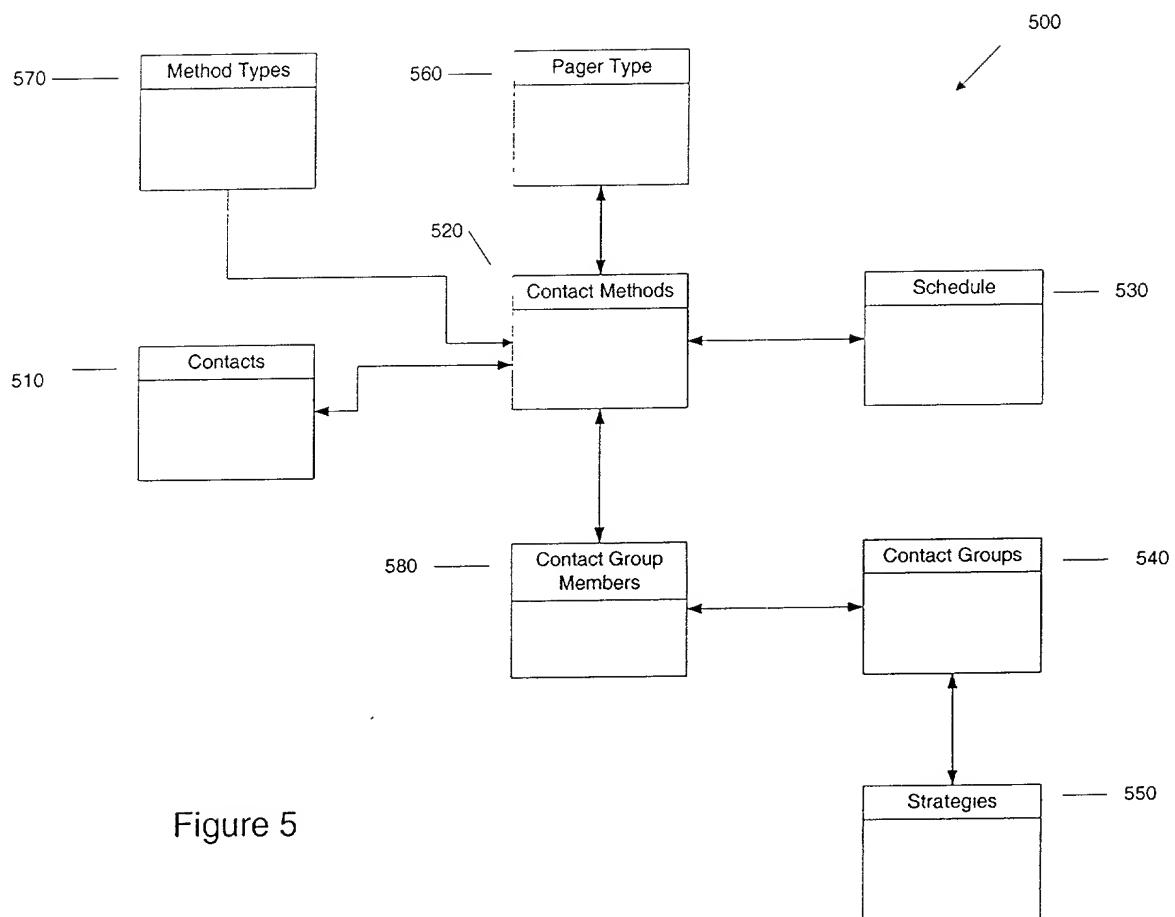 500
570
Method Types
560
Pager Type
520
Contact Methods
Schedule
530
510
Contacts
580
Contact Group
Members
Contact Groups
540
Strategies
550
Figure 5